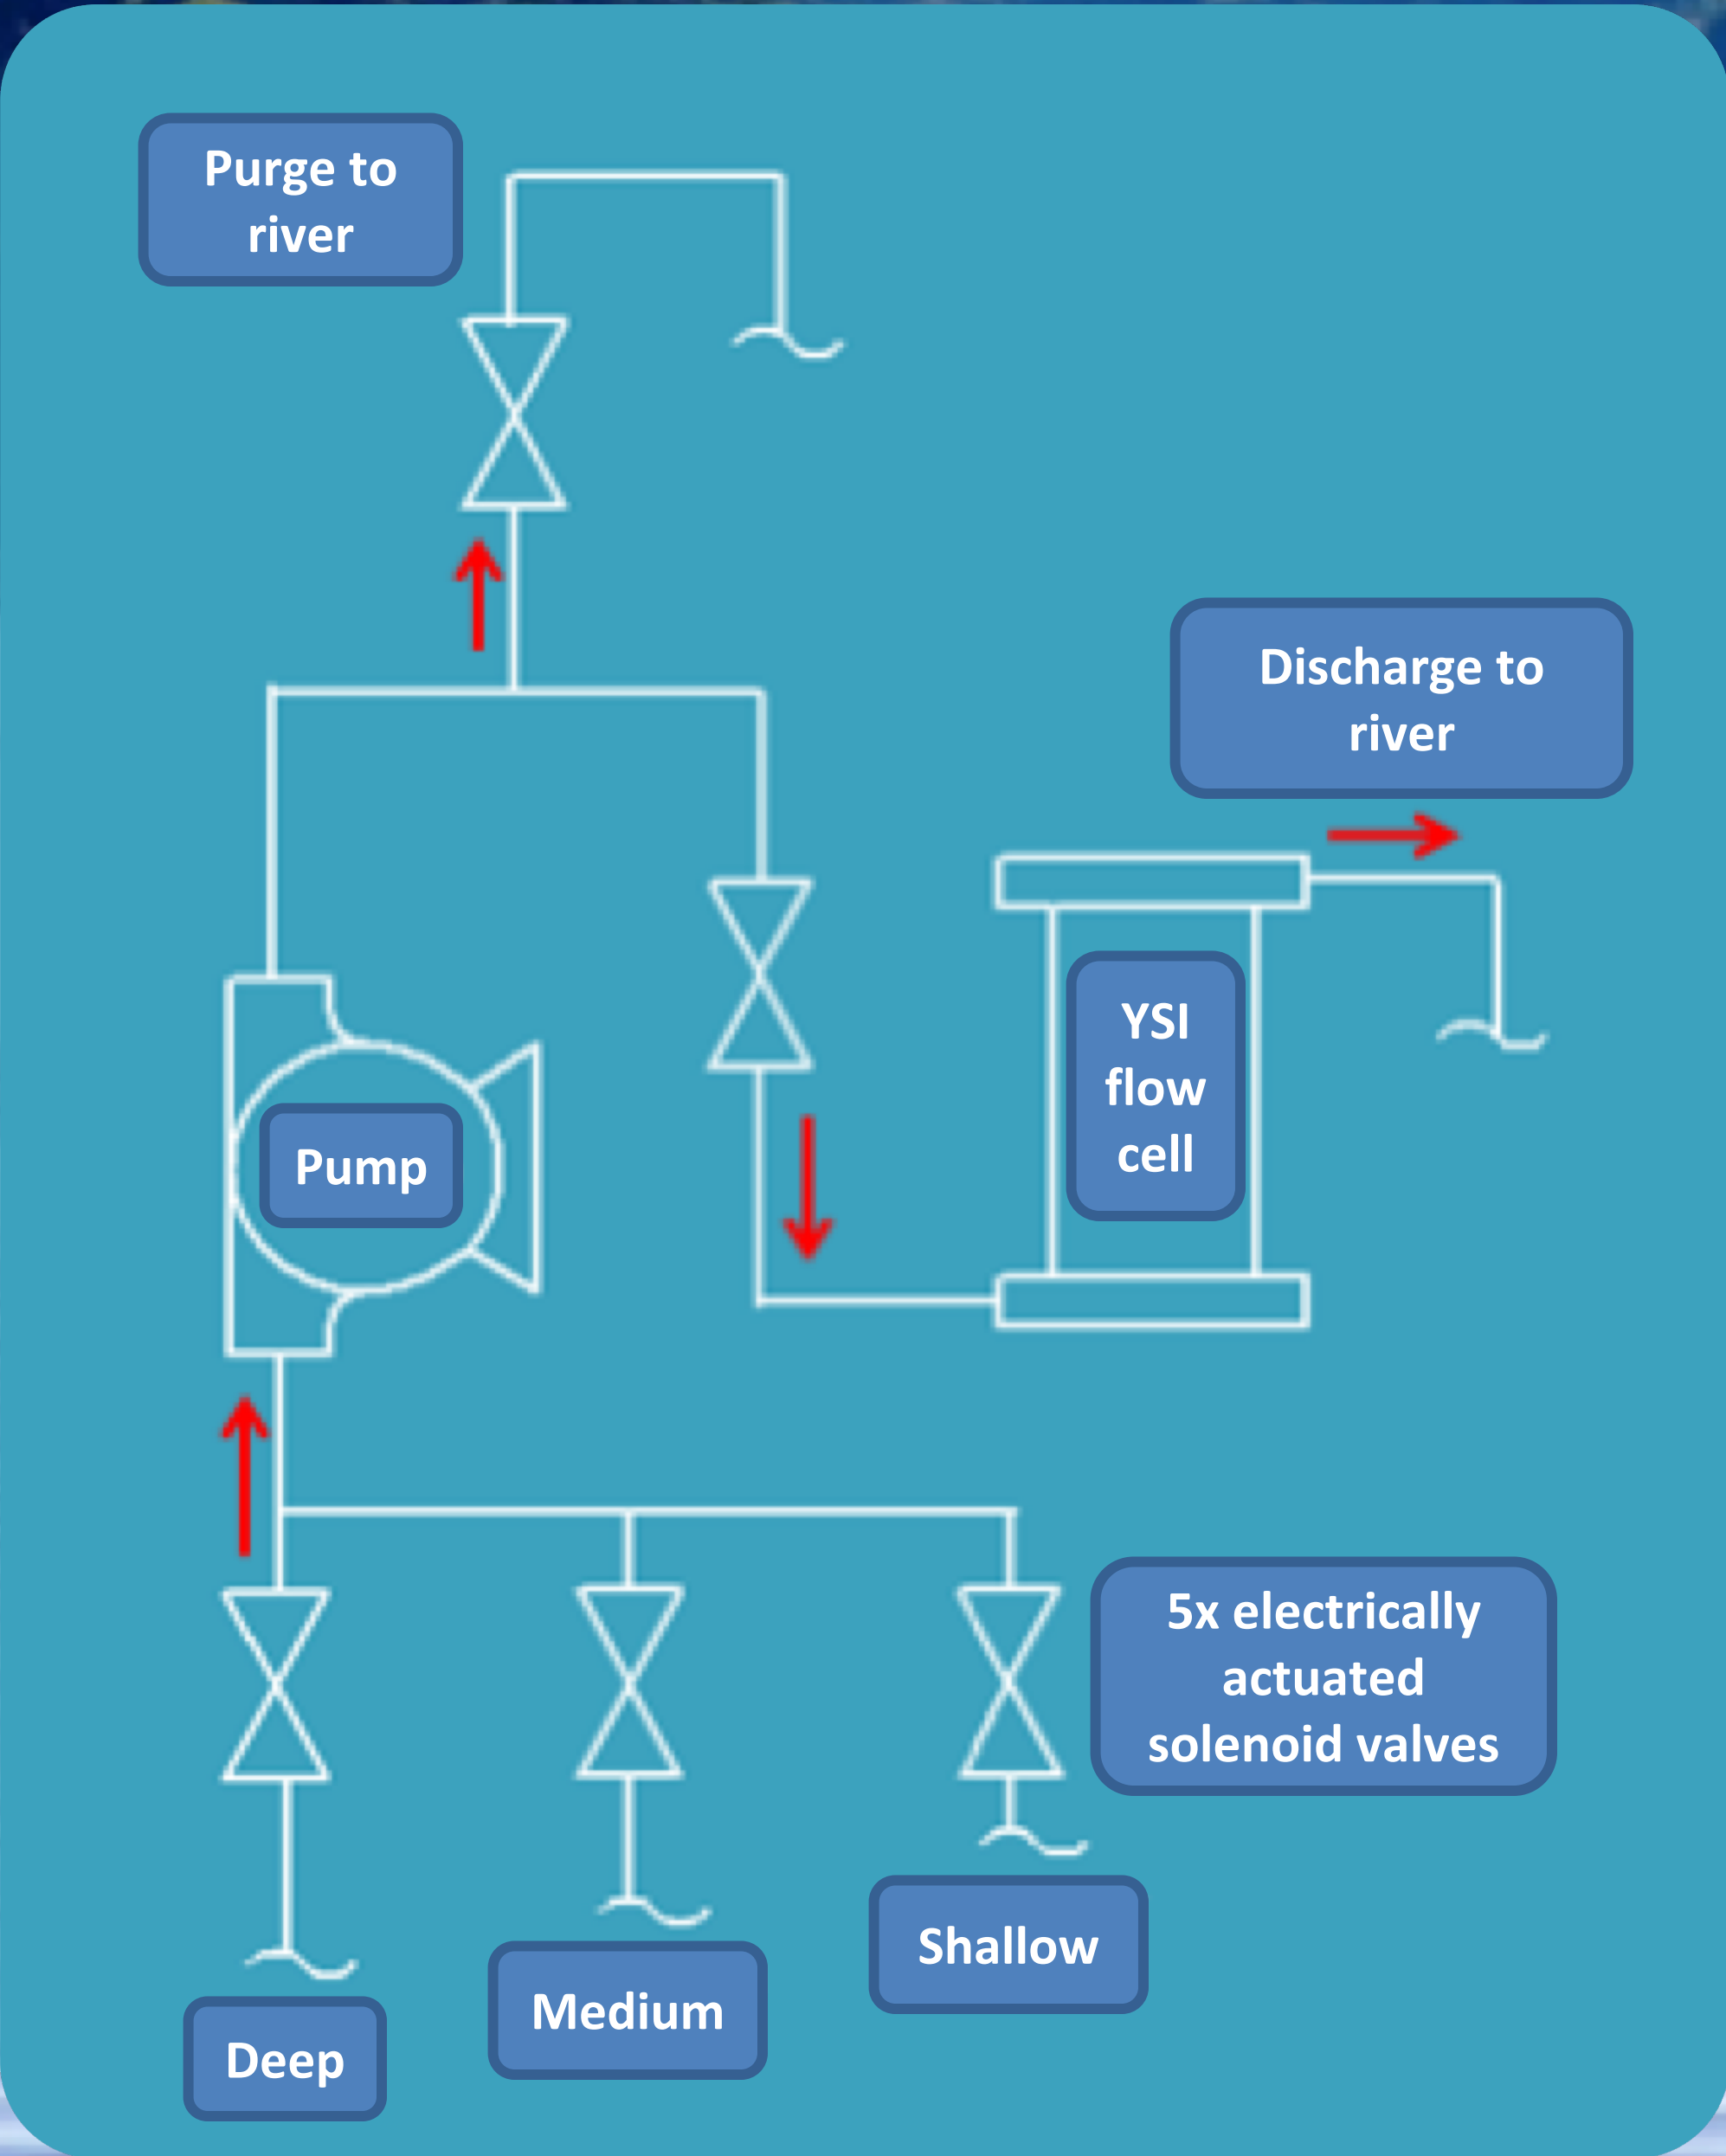 Purge to
river
Discharge to
river
YSI
flow
cell
Pump
5x electrically
actuated
solenoid valves
Shallow
Medium
Deep